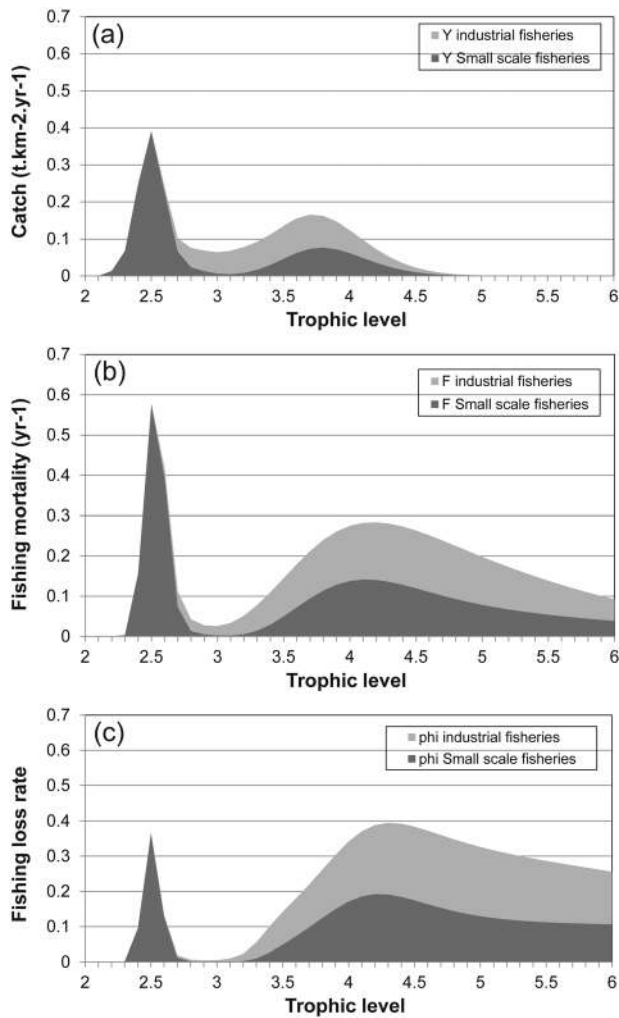 (a)
Y industrial fisheries
Y Small scale fisheries
Catch (t.km-2.yr-1)
0.7
0.6
0.5
0.4
0.3
0.2
0.1
0
2 2.5 3 3.5 4 4.5 5 5.5 6
Trophic level
(b)
F industrial fisheries
F Small scale fisheries
Fishing mortality (yr-1)
0.7
0.6
0.5
0.4
0.3
0.2
0.1
0
2 2.5 3 3.5 4 4.5 5 5.5 6
Trophic level
(c)
phi industrial fisheries
phi Small scale fisheries
Fishing loss rate
0.7
0.6
0.5
0.4
0.3
0.2
0.1
0
2 2.5 3 3.5 4 4.5 5 5.5 6
Trophic level